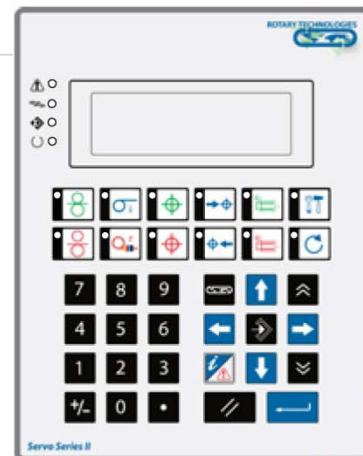 ROTARY TECHNOLOGIES
7 8 9
4 5 6
1 2 3
i
+/- 0 .
Servo Series II